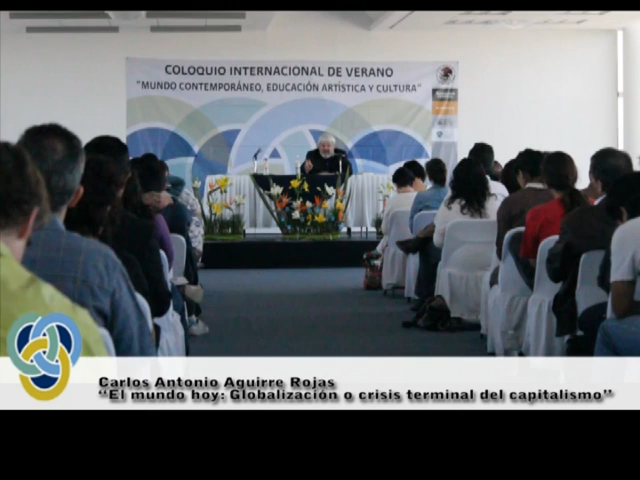 COLOQUIO INTERNACIONAL DE VERANO
"MUNDO CONTEMPORÁNEO, EDUCACIÓN ARTÍSTICA Y CULTURA"
Carlos Antonio Aguirre Rojas
"El mundo hoy: Globalización o crisis terminal del capitalismo"